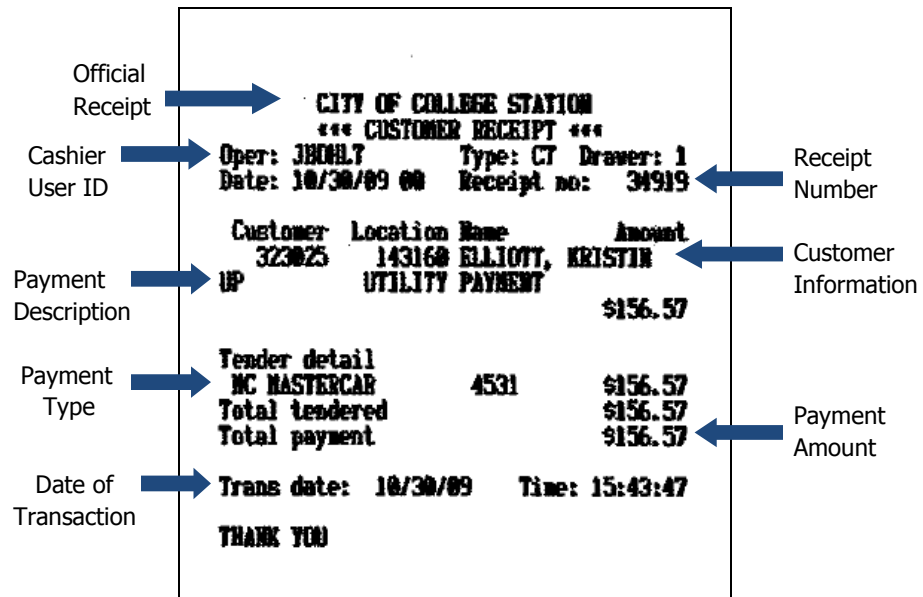 Official
Receipt
CITY OF COLLEGE STATION
*** CUSTOMER RECEIPT ***
Cashier
User ID
Oper: Type: CT Drawer: 1
Date: 10/30/09 00 Receipt no: 34919
Receipt
Number
Customer Location Name Amount
323025 143160 ELLIOTT, KRISTIN
Customer
Information
UP UTILITY PAYMENT
Payment
Description
$156.57
Tender detail
MC MASTERCAR 4531 $156.57
Payment
Type
Total tendered $156.57
Total payment $156.57
Payment
Amount
Trans date: 10/30/09 Time: 15:43:47
Date of
Transaction
THANK YOU